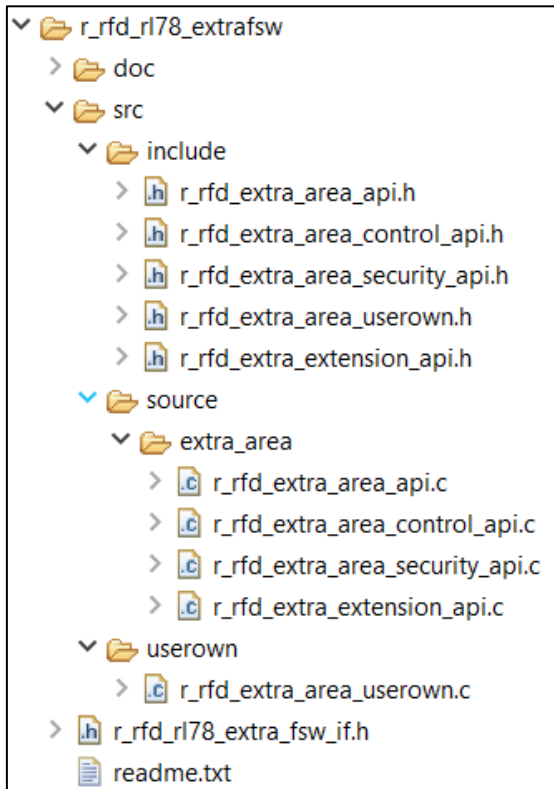 r_rfd_rl78_extrafsw
doc
src
include
.h r_rfd_extra_area_api.h
.h r_rfd_extra_area_control_api.h
.h r_rfd_extra_area_security_api.h
.h r_rfd_extra_area_userown.h
.h r_rfd_extra_extension_api.h
source
extra_area
.c r_rfd_extra_area_api.c
.c r_rfd_extra_area_control_api.c
.c r_rfd_extra_area_security_api.c
.c r_rfd_extra_extension_api.c
userown
.c r_rfd_extra_area_userown.c
.h r_rfd_rl78_extra_fsw_if.h
readme.txt